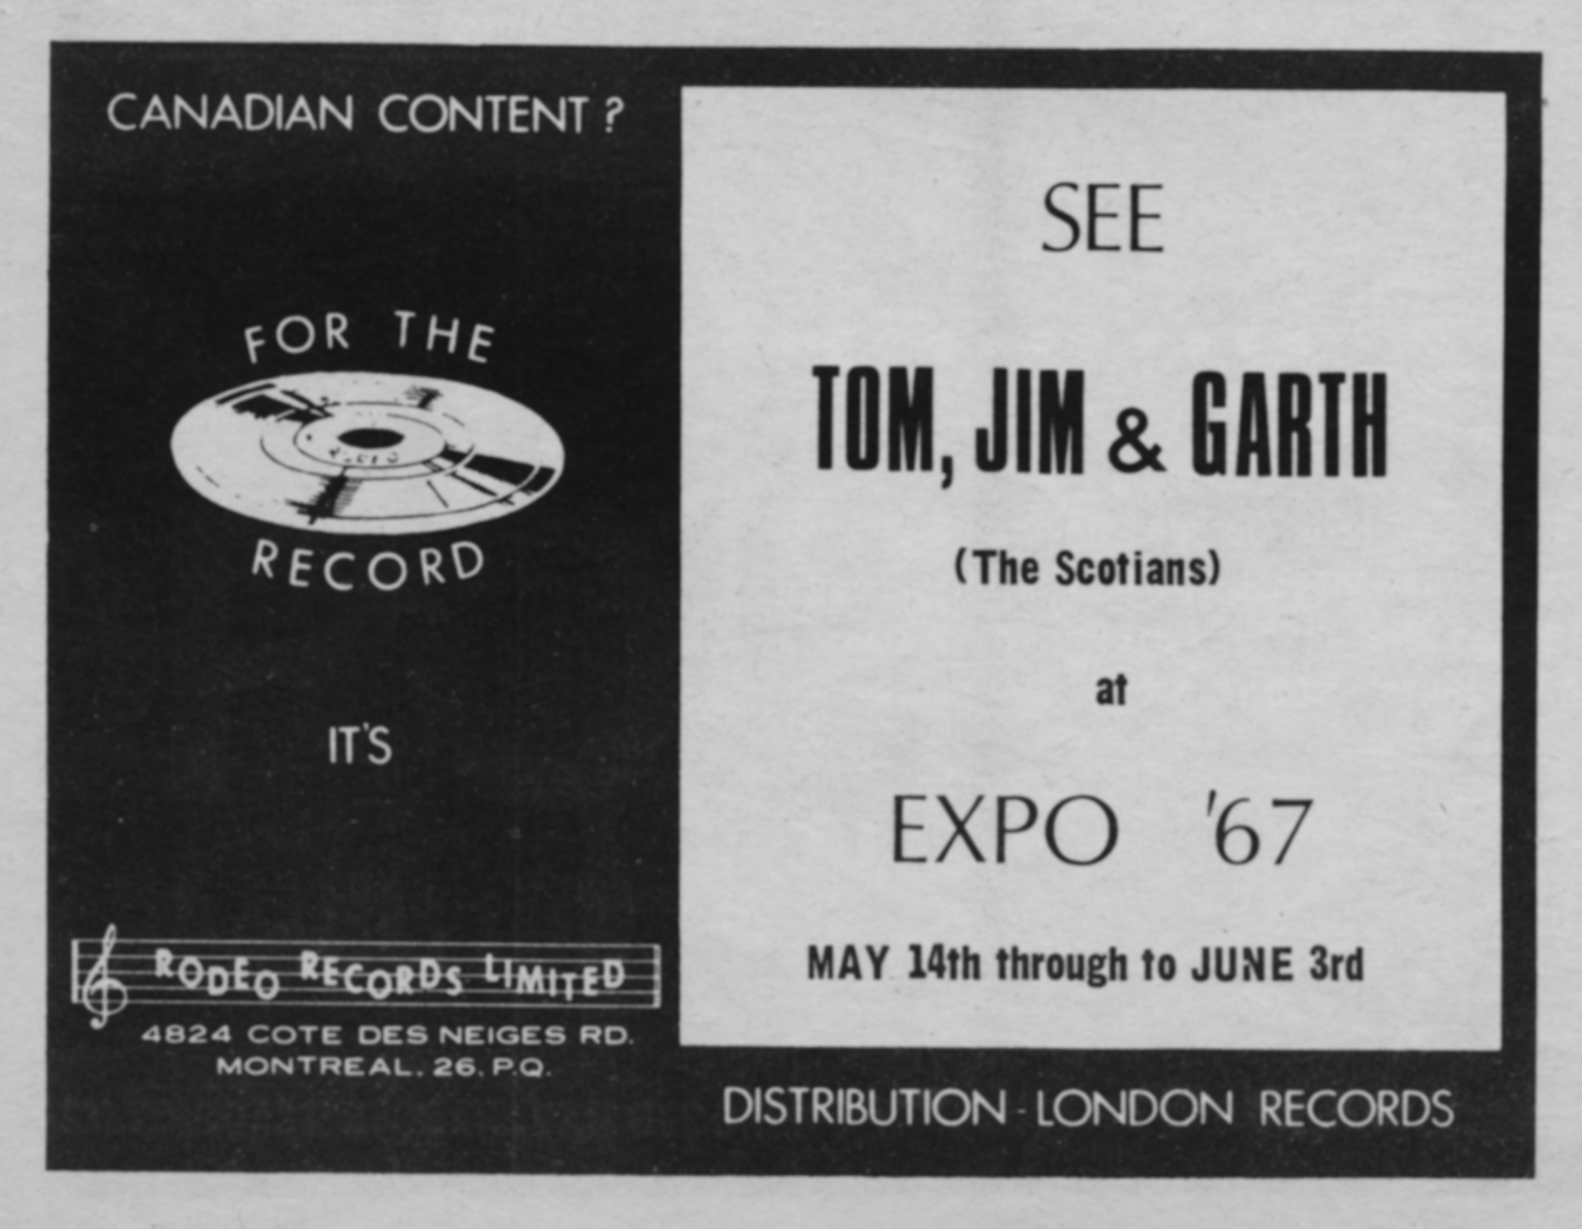 CANADIAN CONTENT ?
FOR THE
RODEO
RECORD
IT'S
RODEO RECORDS LIMITED
4824 COTE DES NEIGES RD.
MONTREAL. 26. P.Q.
SEE
TOM, JIM & GARTH
(The Scotians)
at
EXPO '67
MAY 14th through to JUNE 3rd
DISTRIBUTION - LONDON RECORDS